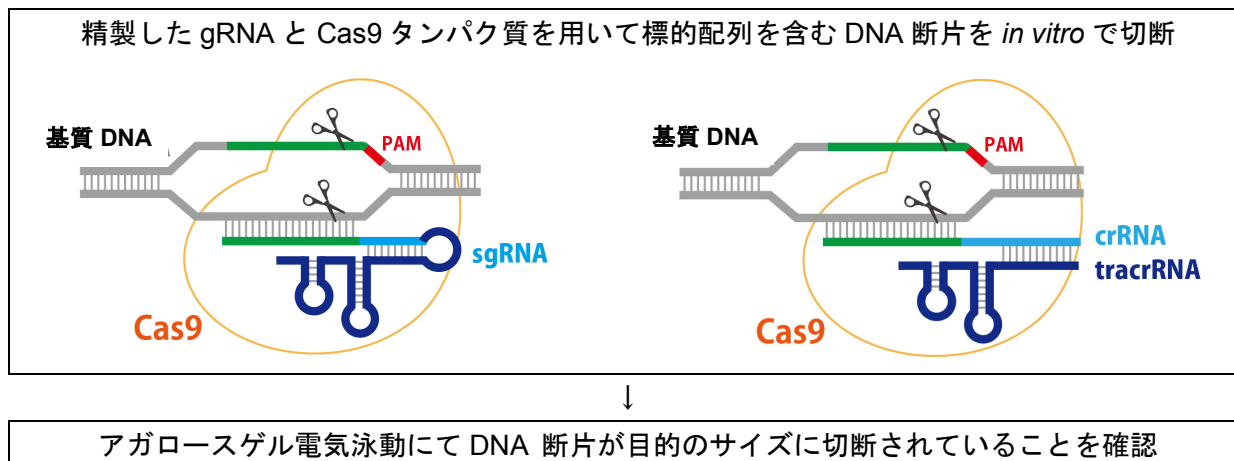 精製した gRNA と Cas9 タンパク質を用いて標的配列を含む DNA 断片を in vitro で切断
基質 DNA
PAM
sgRNA
Cas9
基質 DNA
PAM
crRNA
tracrRNA
Cas9
↓
アガロースゲル電気泳動にて DNA 断片が目的のサイズに切断されていることを確認